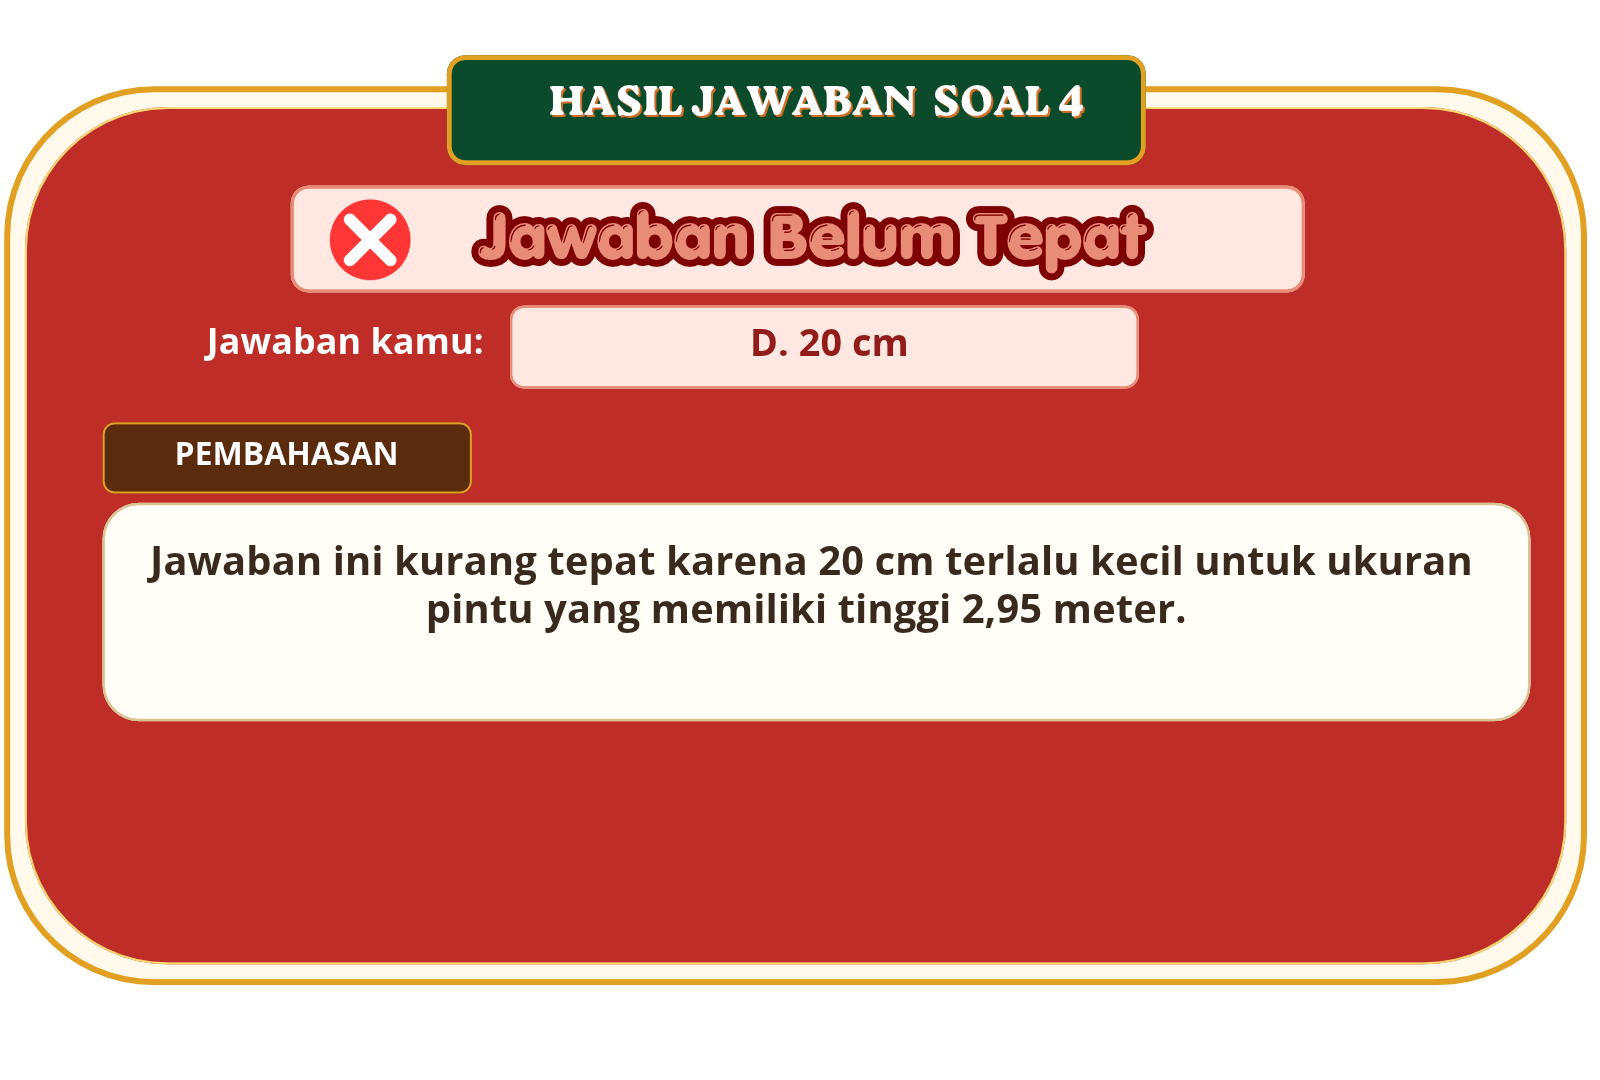 HASIL JAWABAN SOAL 4
Jawaban Belum Tepat
Jawaban kamu:
D. 20 cm
PEMBAHASAN
Jawaban ini kurang tepat karena 20 cm terlalu kecil untuk ukuran
pintu yang memiliki tinggi 2,95 meter.